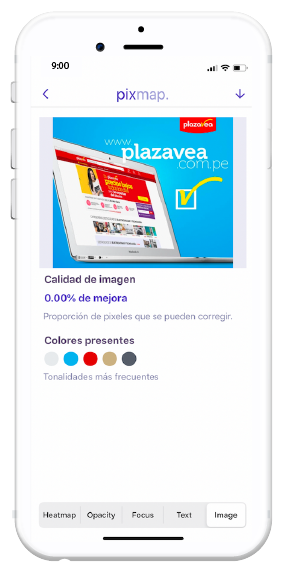 9:00
pixmap.
plazavea
www.
plazavea
.com.pe
Calidad de imagen
0.00% de mejora
Proporción de pixeles que se pueden corregir.
Colores presentes
Tonalidades más frecuentes
Heatmap Opacity Focus Text Image